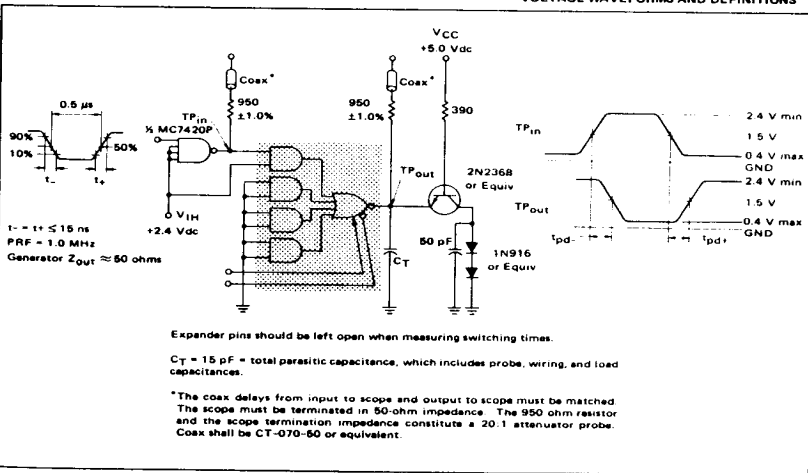 VOLTAGE WAVEFORMS AND DEFINITIONS
VCC
+5.0 Vdc
Coax*
950
±1.0%
Coax*
950
±1.0%
390
0.5 µs
90%
10%
50%
t-
t+
TPin
½ MC7420P
VIH
+2.4 Vdc
TPout
2N2368
or Equiv
50 pF
CT
1N916
or Equiv
t- = t+ ≤ 15 ns
PRF = 1.0 MHz
Generator Zout ≈ 50 ohms
TPin
2.4 V min
1.5 V
0.4 V max
GND
TPout
2.4 V min
1.5 V
0.4 V max
GND
tpd-
tpd+
Expander pins should be left open when measuring switching times.
CT = 15 pF = total parasitic capacitance, which includes probe, wiring, and load
capacitances.
*The coax delays from input to scope and output to scope must be matched.
The scope must be terminated in 50-ohm impedance. The 950 ohm resistor
and the scope termination impedance constitute a 20:1 attenuator probe.
Coax shall be CT-070-50 or equivalent.